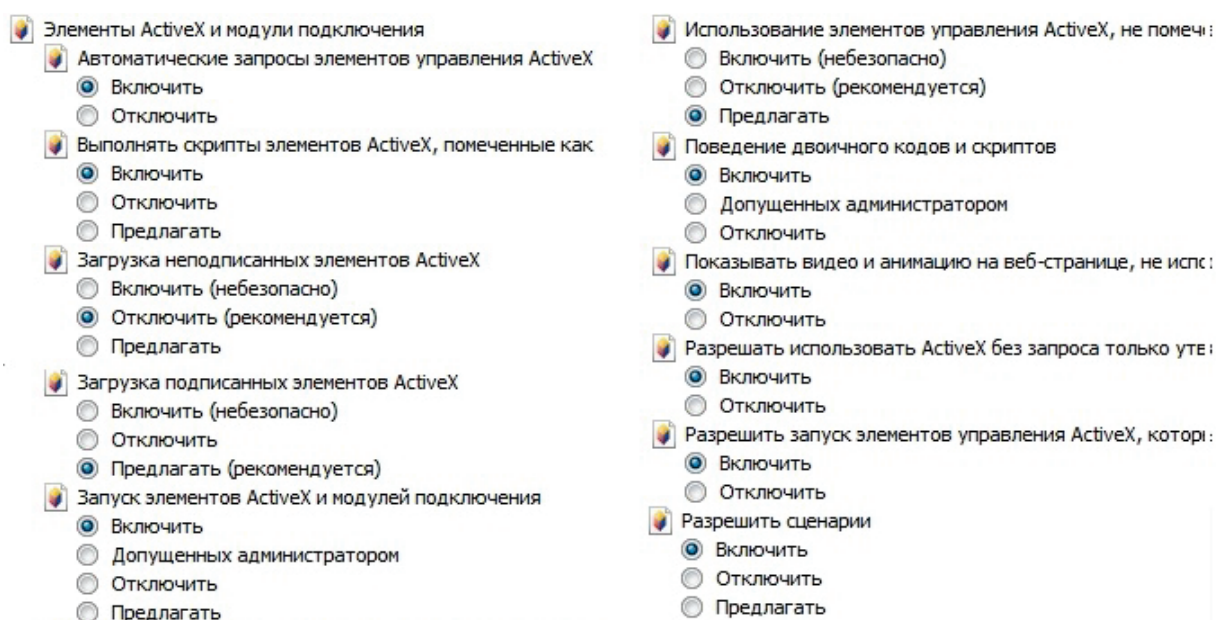 Элементы ActiveX и модули подключения
Автоматические запросы элементов управления ActiveX
Включить
Отключить
Выполнять скрипты элементов ActiveX, помеченные как
Включить
Отключить
Предлагать
Загрузка неподписанных элементов ActiveX
Включить (небезопасно)
Отключить (рекомендуется)
Предлагать
Загрузка подписанных элементов ActiveX
Включить (небезопасно)
Отключить
Предлагать (рекомендуется)
Запуск элементов ActiveX и модулей подключения
Включить
Допущенных администратором
Отключить
Предлагать
Использование элементов управления ActiveX, не
Включить (небезопасно)
Отключить (рекомендуется)
Предлагать
Поведение двоичного кодов и скриптов
Включить
Допущенных администратором
Отключить
Показывать видео и анимацию на веб-странице, не
Включить
Отключить
Разрешать использовать ActiveX без запроса только
Включить
Отключить
Разрешить запуск элементов управления ActiveX,
Включить
Отключить
Разрешить сценарии
Включить
Отключить
Предлагать